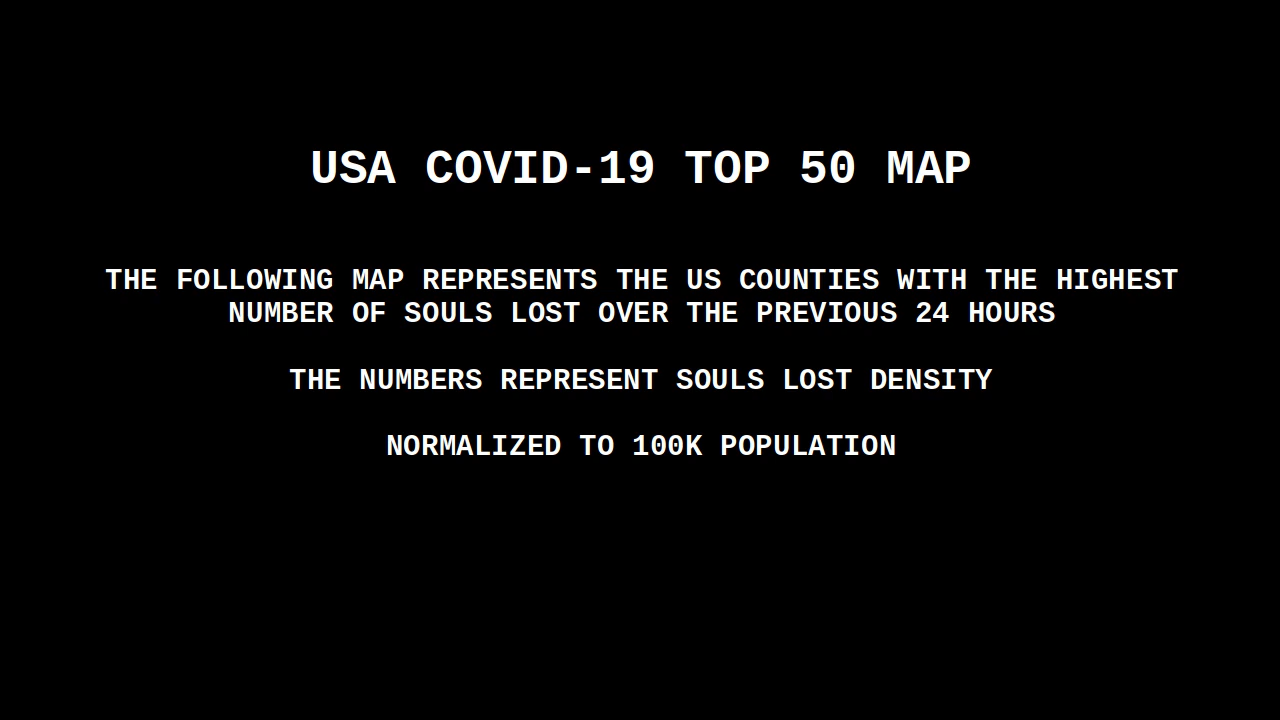 USA COVID-19 TOP 50 MAP
THE FOLLOWING MAP REPRESENTS THE US COUNTIES WITH THE HIGHEST
NUMBER OF SOULS LOST OVER THE PREVIOUS 24 HOURS
THE NUMBERS REPRESENT SOULS LOST DENSITY
NORMALIZED TO 100K POPULATION